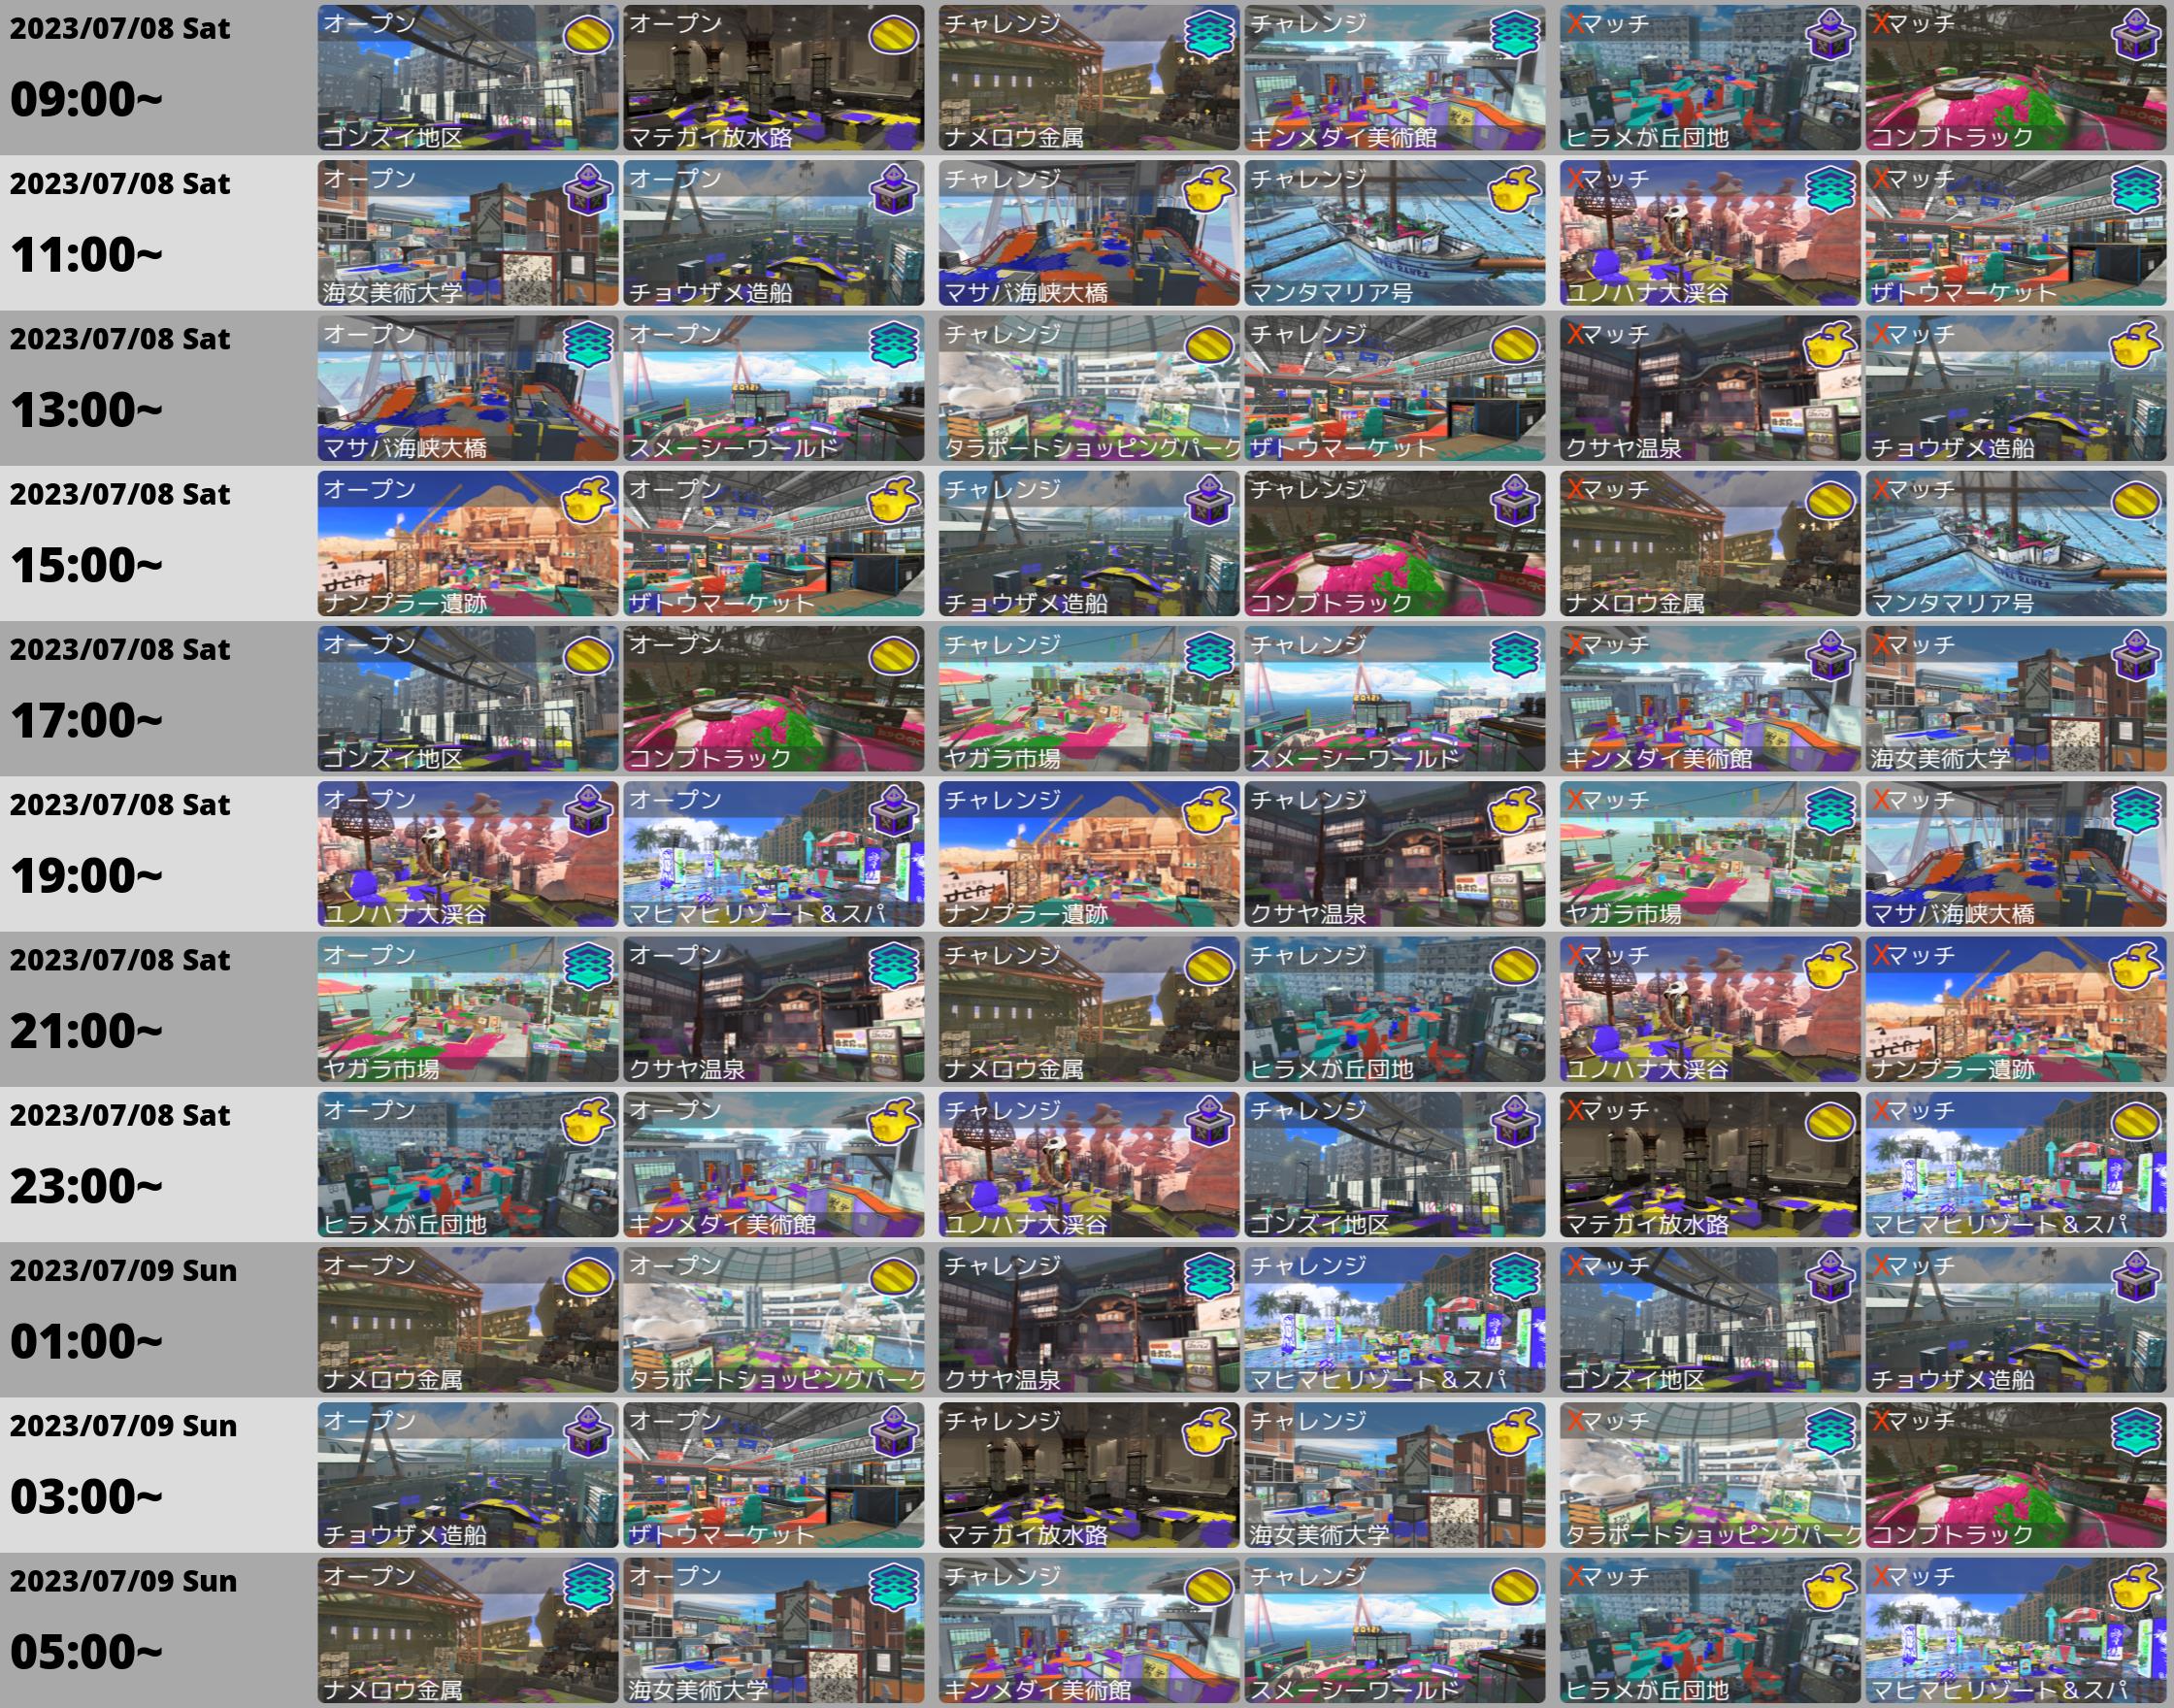 2023/07/08 Sat
09:00~
オープン オープン チャレンジ チャレンジ Xマッチ Xマッチ
ゴンズイ地区 マテガイ放水路 ナメロウ金属 キンメダイ美術館 ヒラメが丘団地 コンブトラック
2023/07/08 Sat
11:00~
オープン オープン チャレンジ チャレンジ Xマッチ Xマッチ
海女美術大学 チョウザメ造船 マサバ海峡大橋 マンタマリア号 ユノハナ大渓谷 ザトウマーケット
2023/07/08 Sat
13:00~
オープン オープン チャレンジ チャレンジ Xマッチ Xマッチ
マサバ海峡大橋 スメーシーワールド タラポートショッピングパーク ザトウマーケット クサヤ温泉 チョウザメ造船
2023/07/08 Sat
15:00~
オープン オープン チャレンジ チャレンジ Xマッチ Xマッチ
ナンプラー遺跡 ザトウマーケット チョウザメ造船 コンブトラック ナメロウ金属 マンタマリア号
2023/07/08 Sat
17:00~
オープン オープン チャレンジ チャレンジ Xマッチ Xマッチ
ゴンズイ地区 コンブトラック ヤガラ市場 スメーシーワールド キンメダイ美術館 海女美術大学
2023/07/08 Sat
19:00~
オープン オープン チャレンジ チャレンジ Xマッチ Xマッチ
ユノハナ大渓谷 マヒマヒリゾート&スパ ナンプラー遺跡 クサヤ温泉 ヤガラ市場 マサバ海峡大橋
2023/07/08 Sat
21:00~
オープン オープン チャレンジ チャレンジ Xマッチ Xマッチ
ヤガラ市場 クサヤ温泉 ナメロウ金属 ヒラメが丘団地 ユノハナ大渓谷 ナンプラー遺跡
2023/07/08 Sat
23:00~
オープン オープン チャレンジ チャレンジ Xマッチ Xマッチ
ヒラメが丘団地 キンメダイ美術館 ユノハナ大渓谷 ゴンズイ地区 マテガイ放水路 マヒマヒリゾート&スパ
2023/07/09 Sun
01:00~
オープン オープン チャレンジ チャレンジ Xマッチ Xマッチ
ナメロウ金属 タラポートショッピングパーク クサヤ温泉 マヒマヒリゾート&スパ ゴンズイ地区 チョウザメ造船
2023/07/09 Sun
03:00~
オープン オープン チャレンジ チャレンジ Xマッチ Xマッチ
チョウザメ造船 ザトウマーケット マテガイ放水路 海女美術大学 タラポートショッピングパーク コンブトラック
2023/07/09 Sun
05:00~
オープン オープン チャレンジ チャレンジ Xマッチ Xマッチ
ナメロウ金属 海女美術大学 キンメダイ美術館 スメーシーワールド ヒラメが丘団地 マヒマヒリゾート&スパ